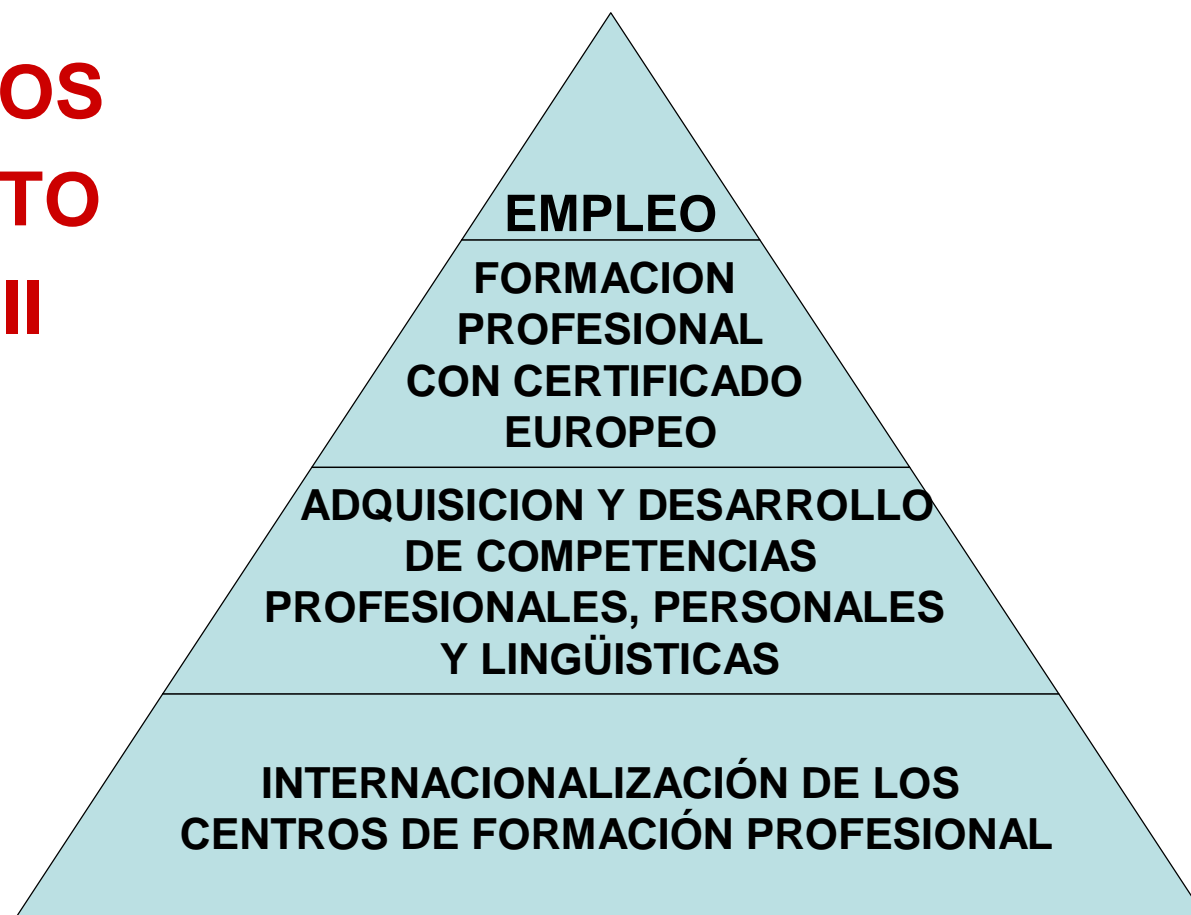 OS
TO
II
EMPLEO
FORMACION
PROFESIONAL
CON CERTIFICADO
EUROPEO
ADQUISICION Y DESARROLLO
DE COMPETENCIAS
PROFESIONALES, PERSONALES
Y LINGÜISTICAS
INTERNACIONALIZACIÓN DE LOS
CENTROS DE FORMACIÓN PROFESIONAL